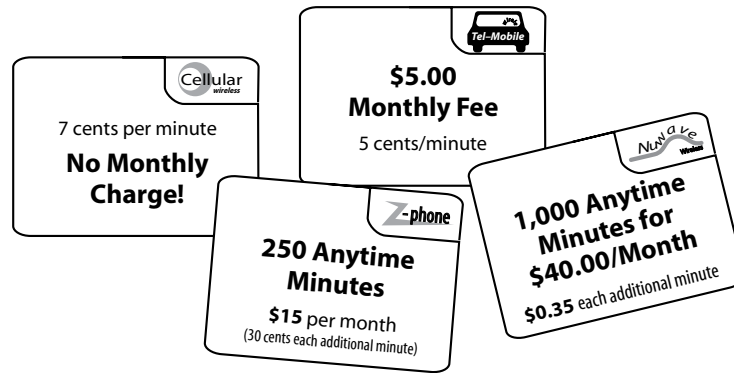 Cellular
wireless
7 cents per minute
No Monthly
Charge!
Tel–Mobile
$5.00
Monthly Fee
5 cents/minute
Z-phone
250 Anytime
Minutes
$15 per month
(30 cents each additional minute)
Nuwave
Wireless
1,000 Anytime
Minutes for
$40.00/Month
$0.35 each additional minute